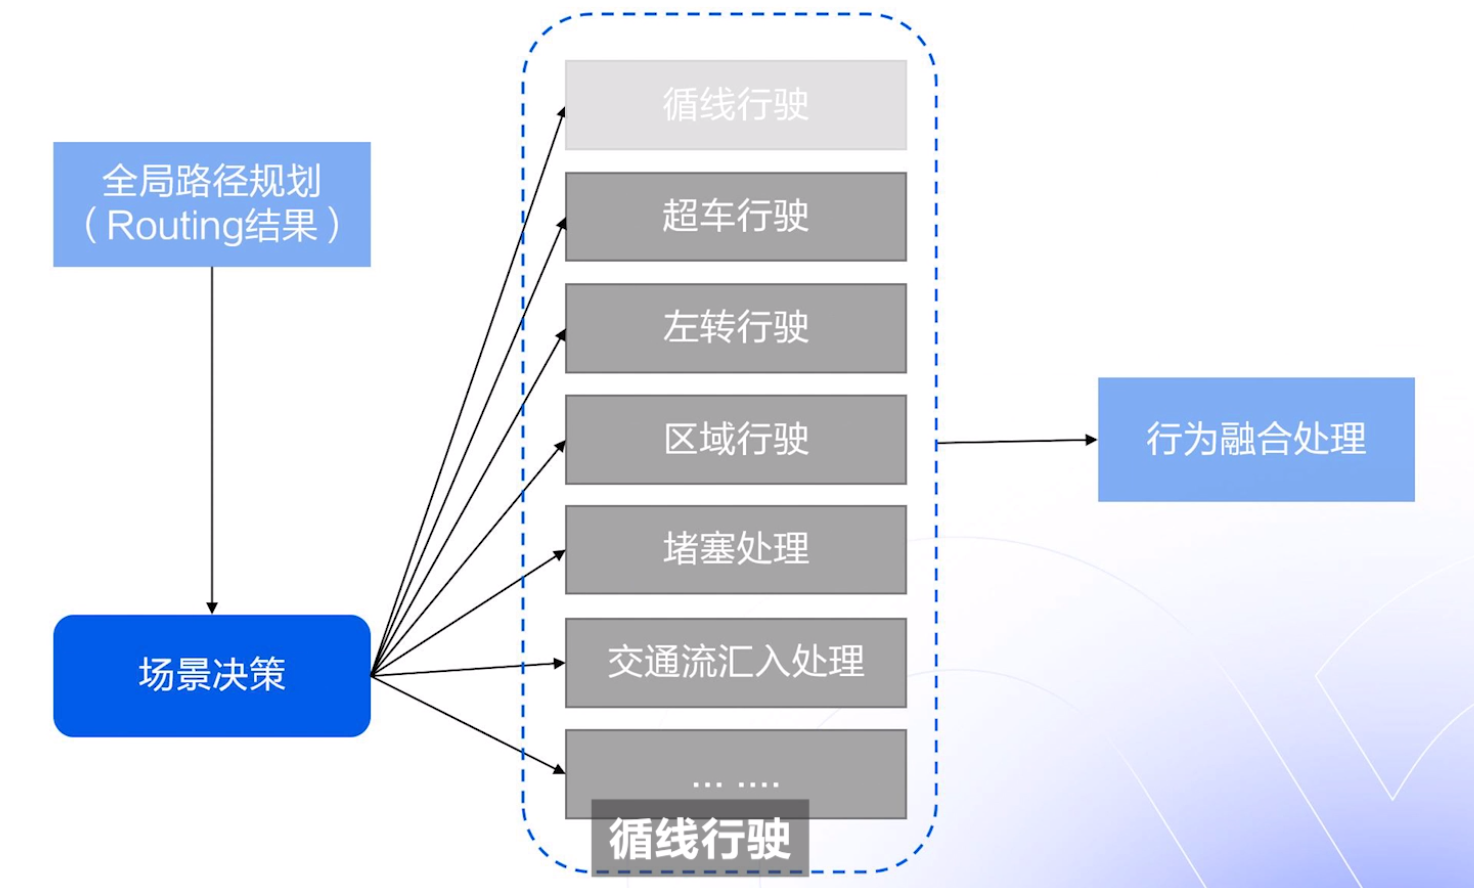 循线行驶
全局路径规划
（Routing结果）
超车行驶
左转行驶
区域行驶
行为融合处理
堵塞处理
场景决策
交通流汇入处理
... ....
循线行驶